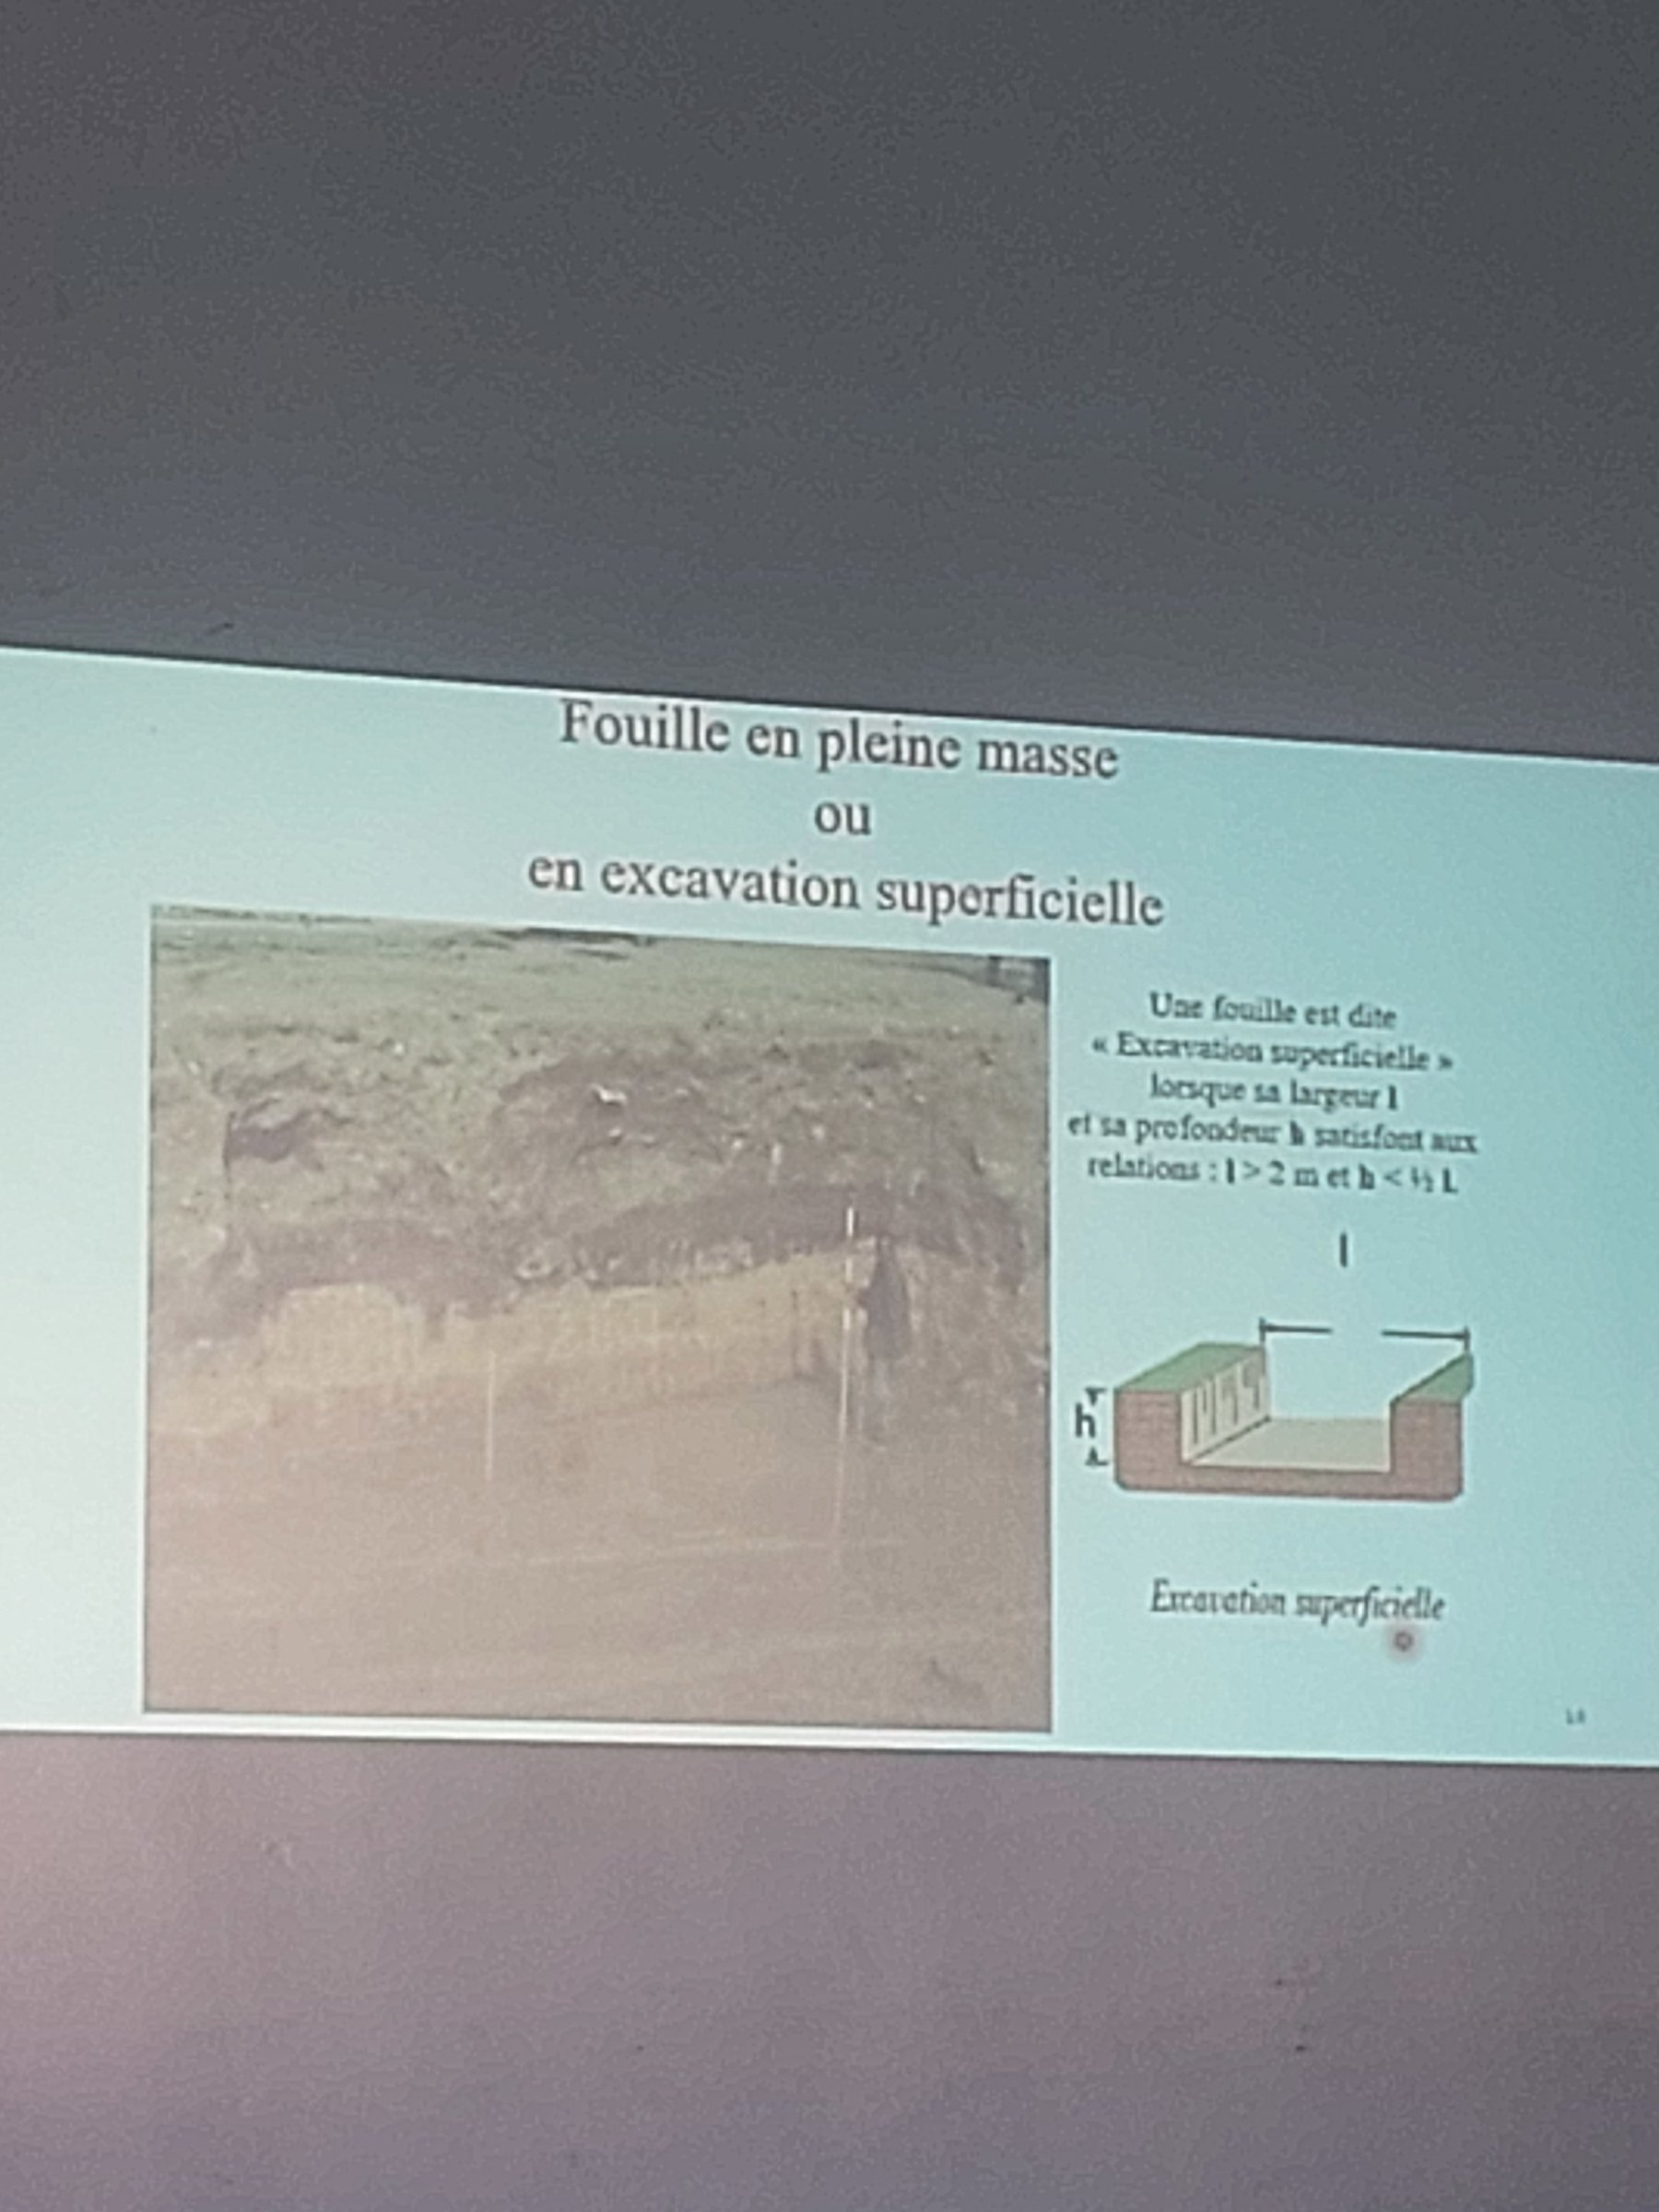 Fouille en pleine masse
ou
en excavation superficielle
Une fouille est dite
« Excavation superficielle »
lorsque sa largeur l
et sa profondeur h satisfont aux
relations : l > 2 m et h < ½ L
l
h
Excavation superficielle